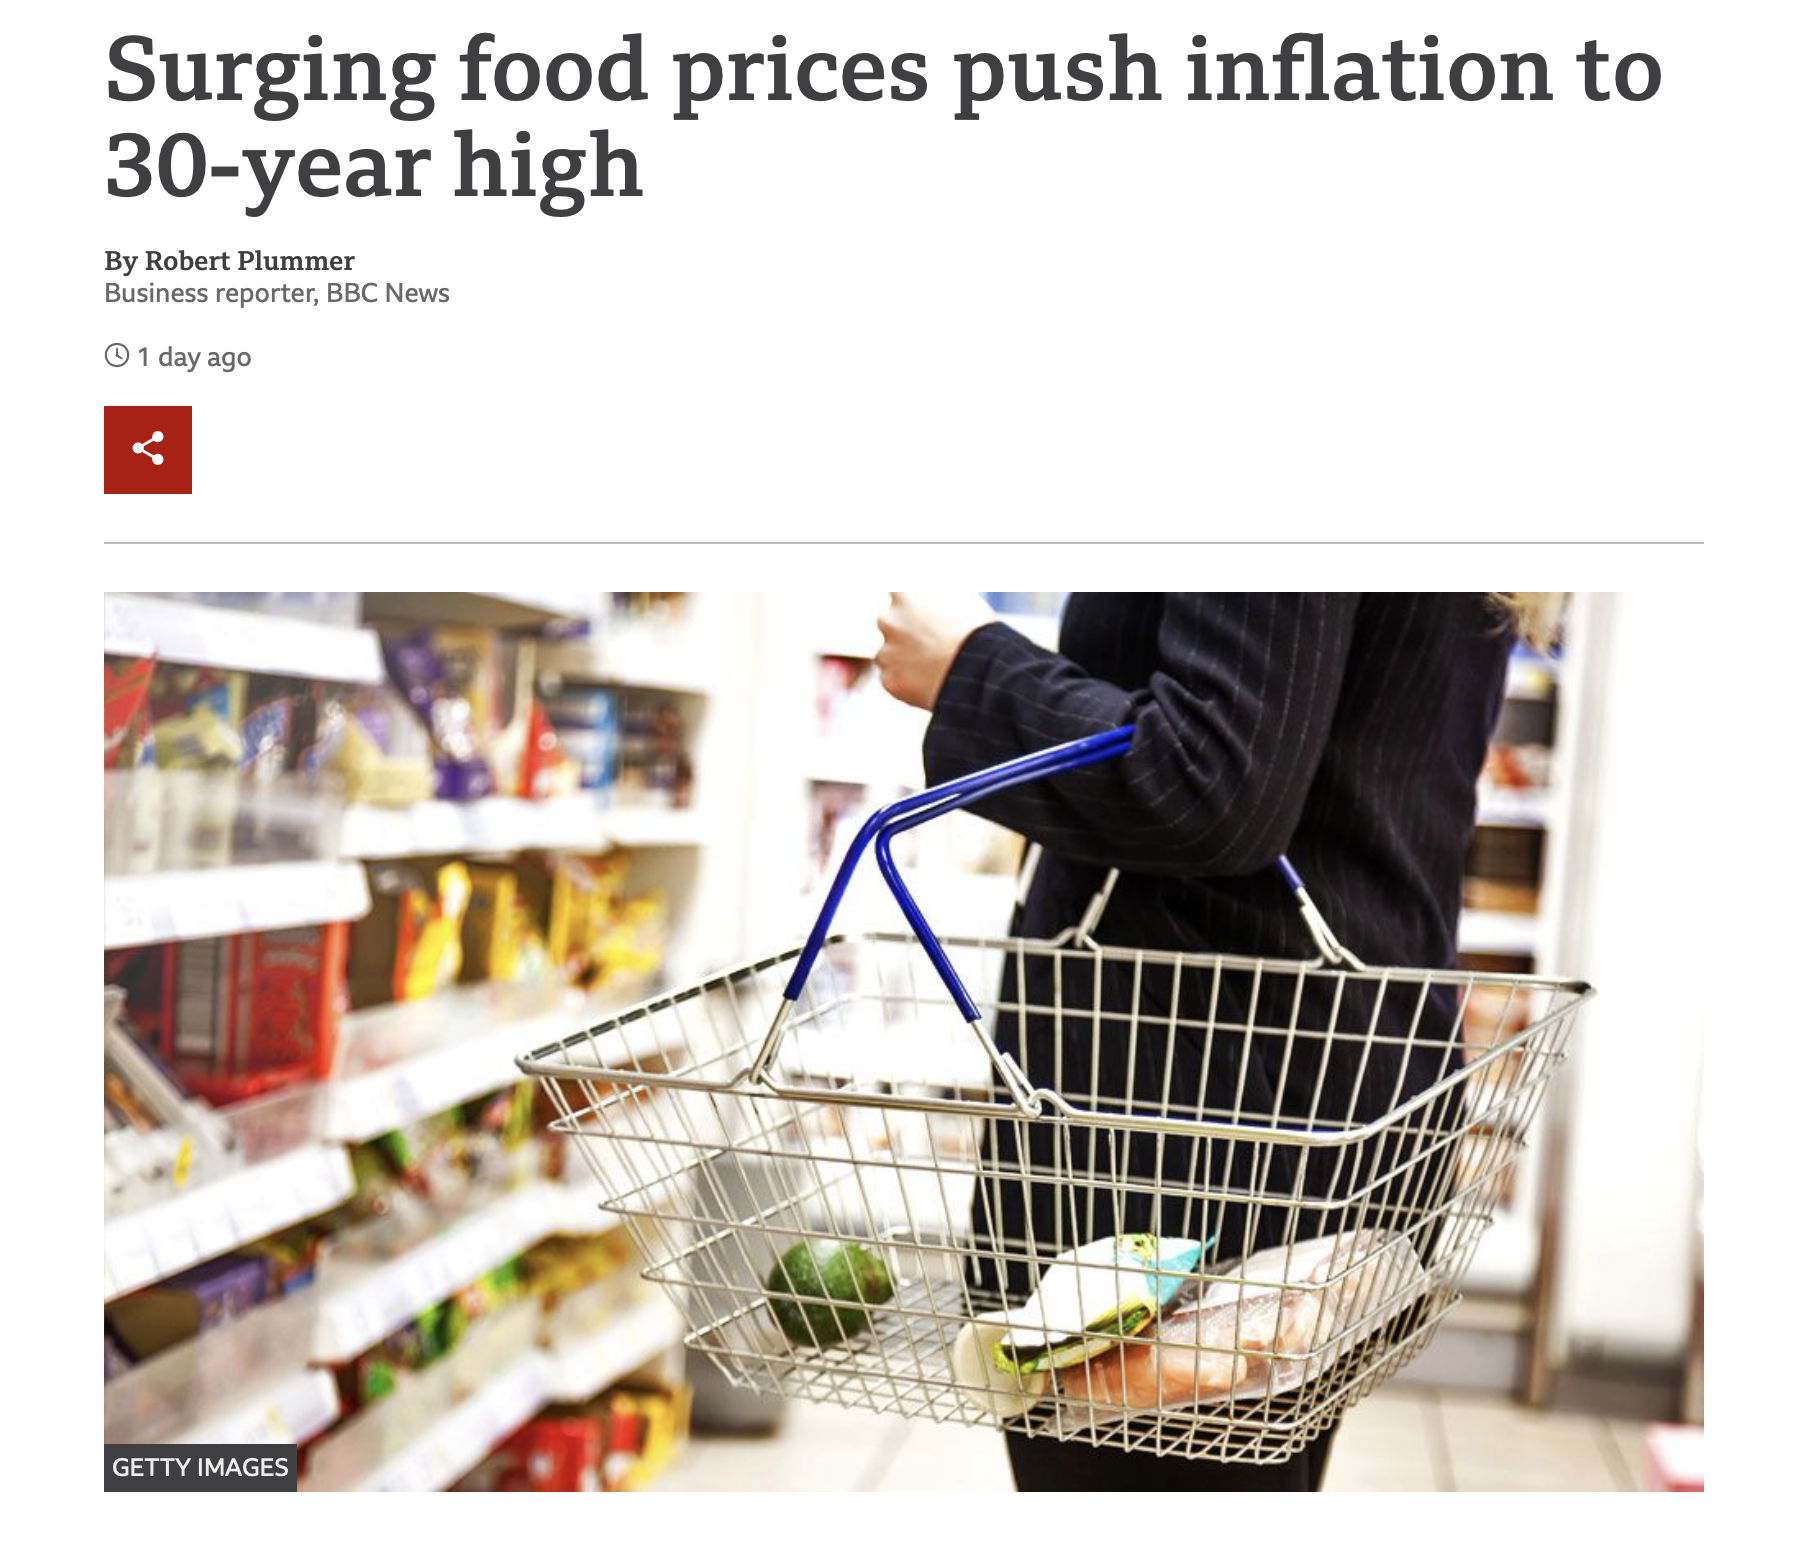 Surging food prices push inflation to
30-year high
By Robert Plummer
Business reporter, BBC News
1 day ago
GETTY IMAGES